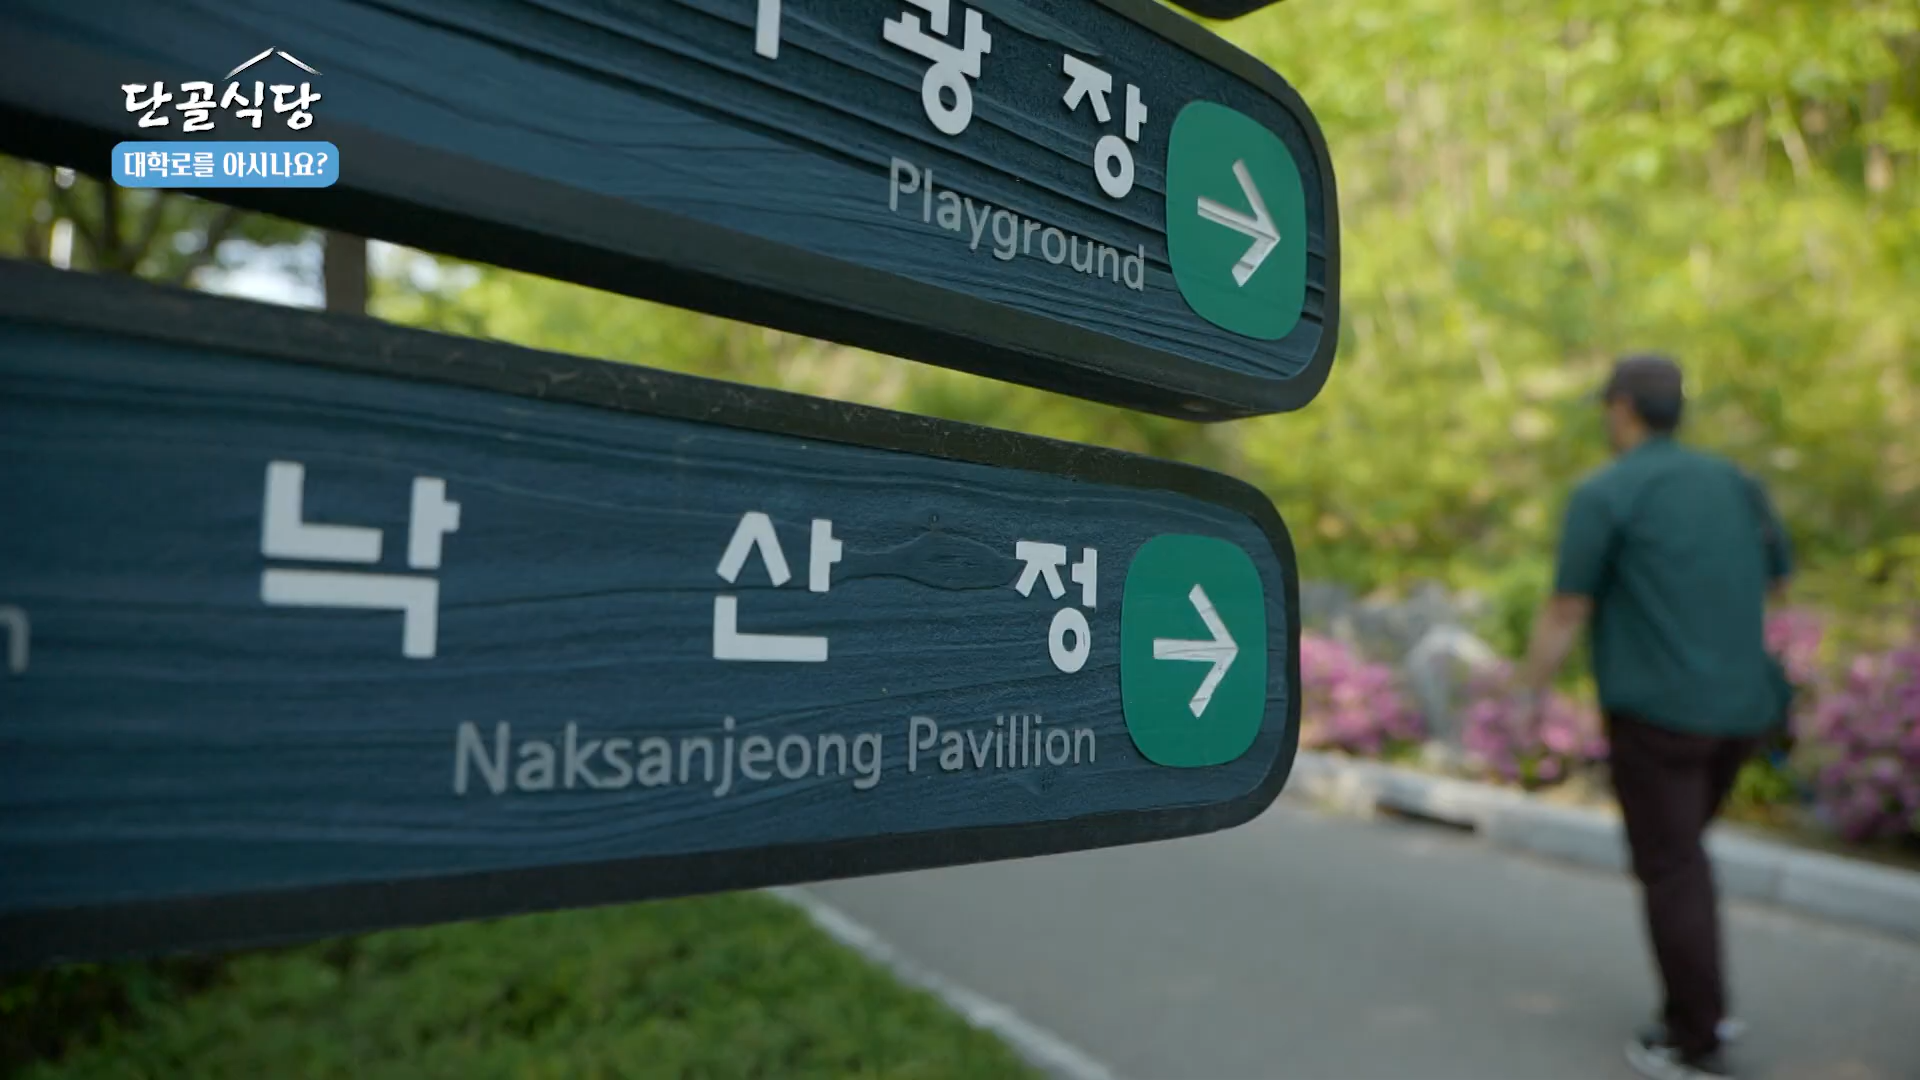 단골식당
대학로를 아시나요?
광장
Playground
낙산정
Naksanjeong Pavillion